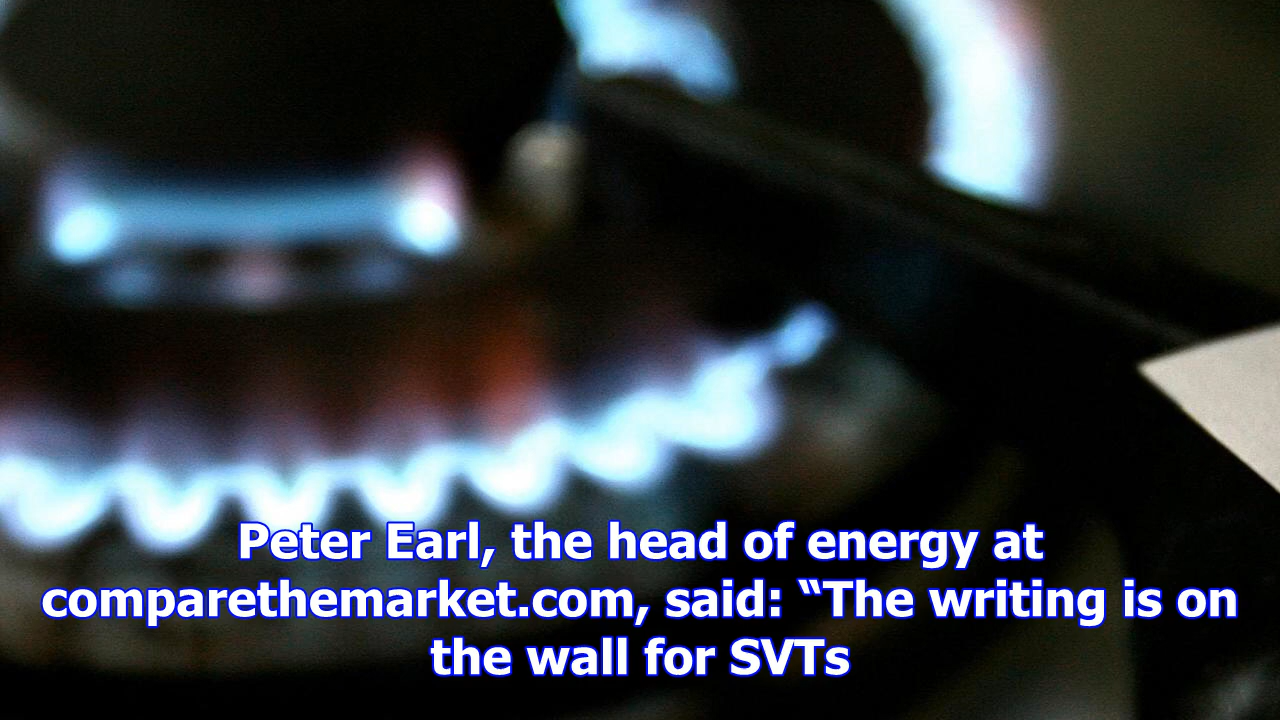 Peter Earl, the head of energy at
comparethemarket.com, said: “The writing is on
the wall for SVTs